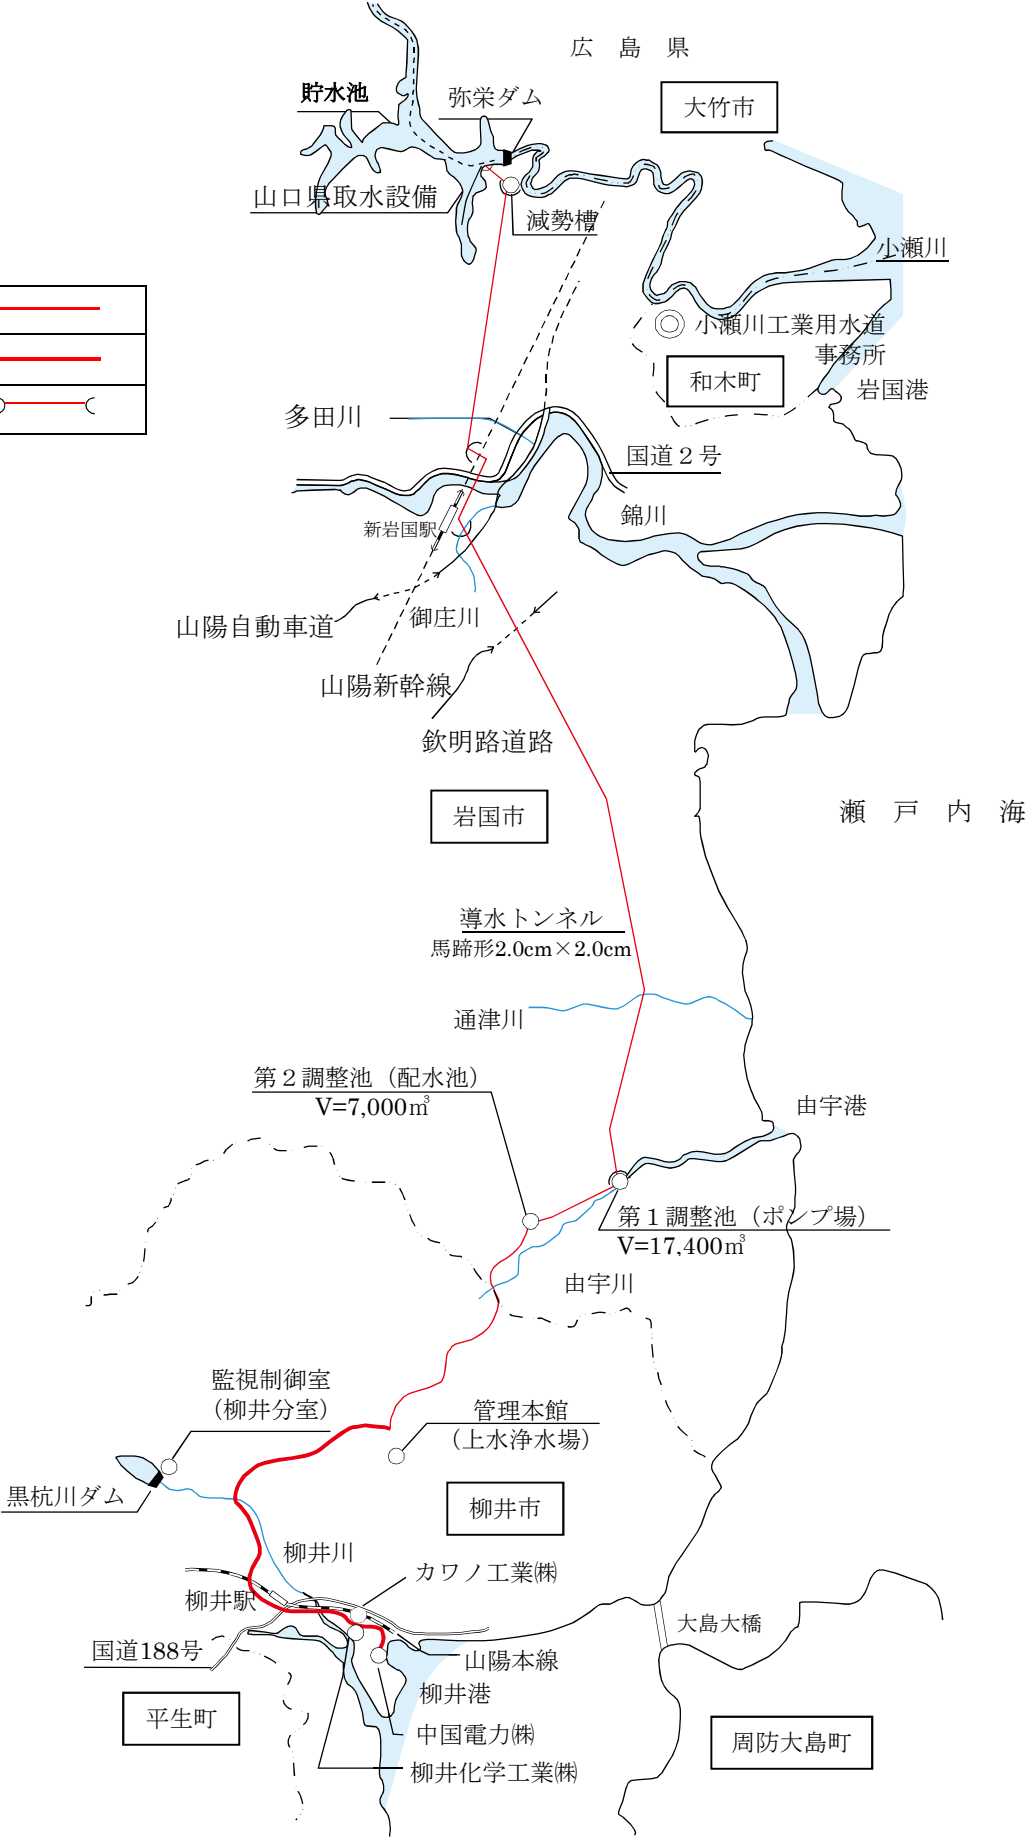 広 島 県
貯水池
弥栄ダム
大竹市
山口県取水設備
減勢槽
小瀬川
小瀬川工業用水道
事務所
和木町
岩国港
多田川
国道２号
錦川
新岩国駅
山陽自動車道
御庄川
山陽新幹線
欽明路道路
岩国市
瀬 戸 内 海
導水トンネル
馬蹄形2.0cm×2.0cm
通津川
第２調整池（配水池）
V=7,000㎥
由宇港
第１調整池（ポンプ場）
V=17,400㎥
由宇川
監視制御室
（柳井分室）
管理本館
（上水浄水場）
黒杭川ダム
柳井市
柳井川
カワノ工業㈱
柳井駅
大島大橋
国道188号
山陽本線
柳井港
平生町
中国電力㈱
周防大島町
柳井化学工業㈱